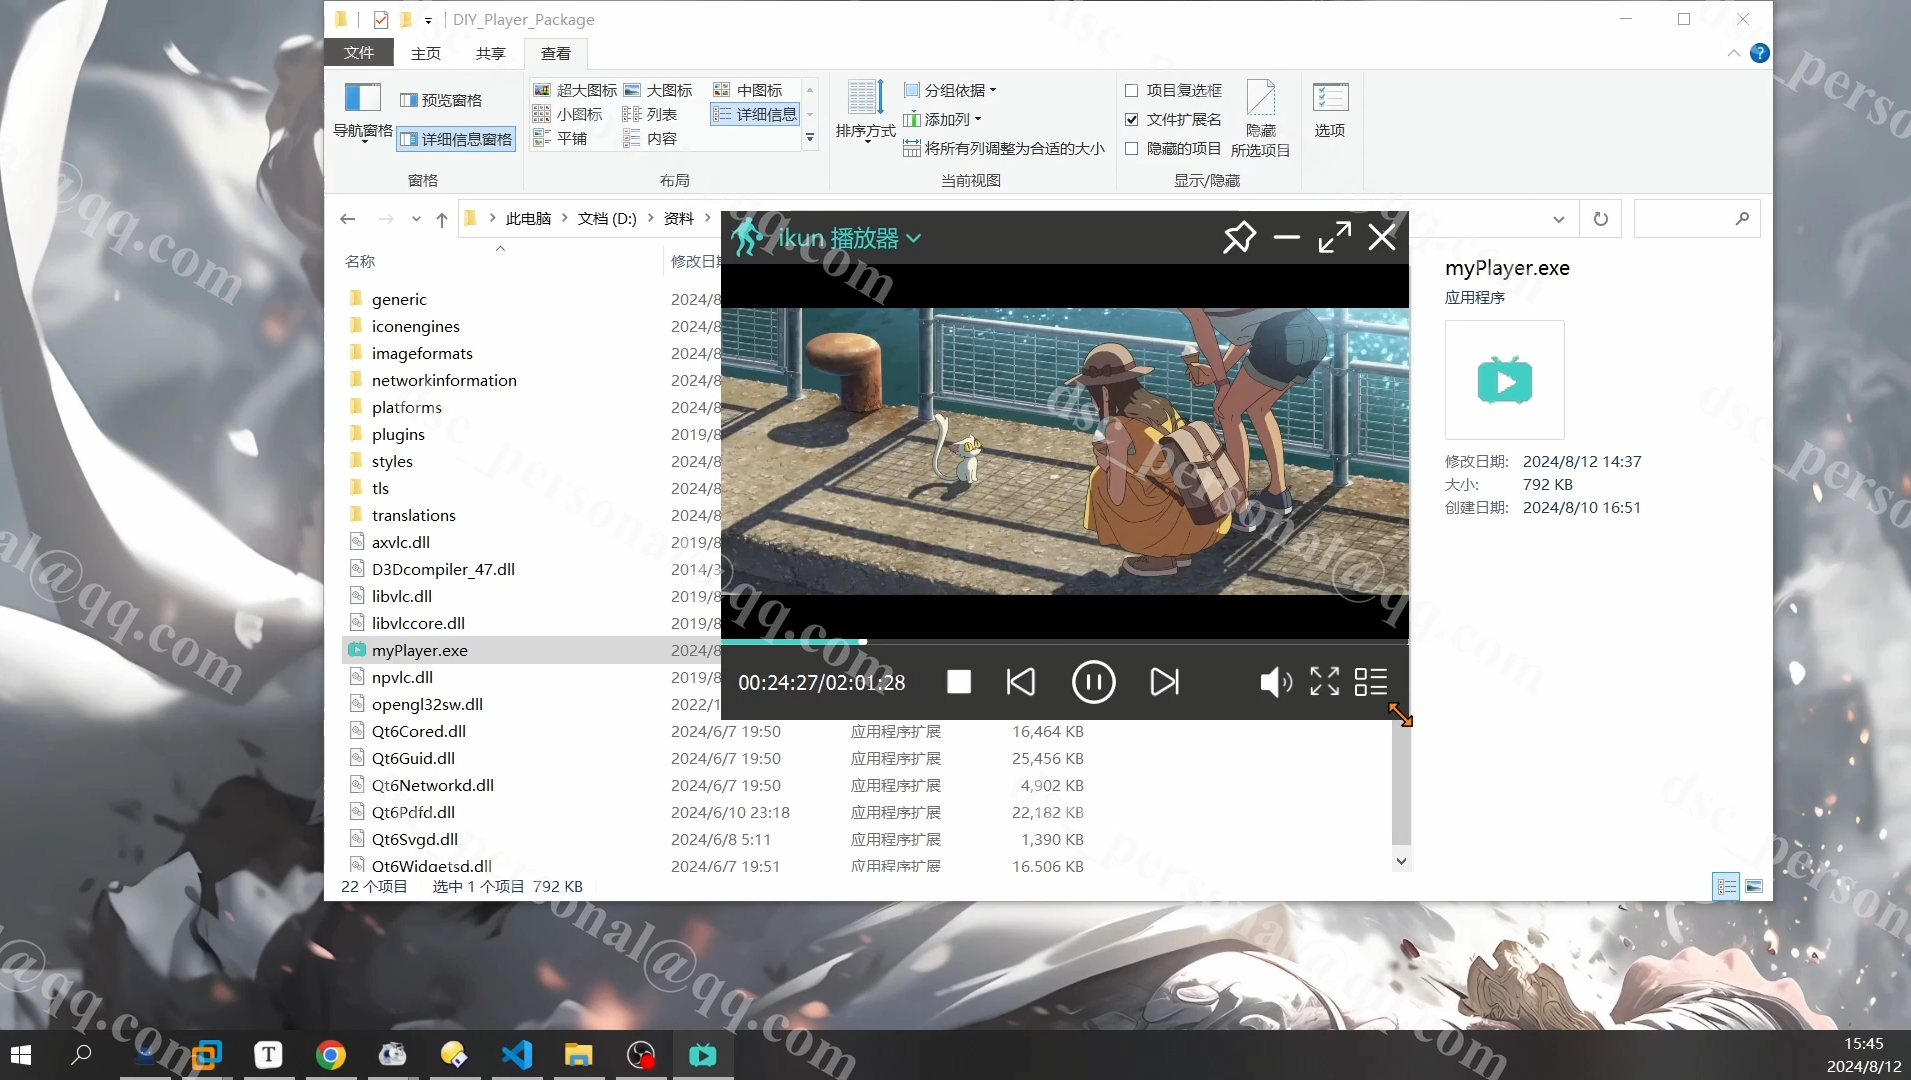 DIY_Player_Package
文件 主页 共享 查看
导航窗格 预览窗格 详细信息窗格
窗格
超大图标 大图标 中图标
小图标 列表 详细信息
平铺 内容
布局
排序方式
分组依据
添加列
将所有列调整为合适的大小
当前视图
项目复选框
文件扩展名
隐藏的项目
隐藏
所选项目
显示/隐藏
选项
此电脑 文档 (D:) 资料
ikun 播放器
名称 修改日期
generic 2024/8
iconengines 2024/8
imageformats 2024/8
networkinformation 2024/8
platforms 2024/8
plugins 2019/8
styles 2024/8
tls 2024/8
translations 2024/8
axvlc.dll 2019/8
D3Dcompiler_47.dll 2014/3
libvlc.dll 2019/8
libvlccore.dll 2019/8
myPlayer.exe 2024/8
npvlc.dll 2019/8
opengl32sw.dll 2022/1
Qt6Cored.dll 2024/6/7 19:50 应用程序扩展 16,464 KB
Qt6Guid.dll 2024/6/7 19:50 应用程序扩展 25,456 KB
Qt6Networkd.dll 2024/6/7 19:50 应用程序扩展 4,902 KB
Qt6Pdfd.dll 2024/6/10 23:18 应用程序扩展 22,182 KB
Qt6Svgd.dll 2024/6/8 5:11 应用程序扩展 1,390 KB
Qt6Widgetsd.dll 2024/6/7 19:51 应用程序扩展 16,506 KB
00:24:27/02:01:28
myPlayer.exe
应用程序
修改日期: 2024/8/12 14:37
大小: 792 KB
创建日期: 2024/8/10 16:51
22 个项目 选中 1 个项目 792 KB
15:45
2024/8/12
dsc_personal@qq.com